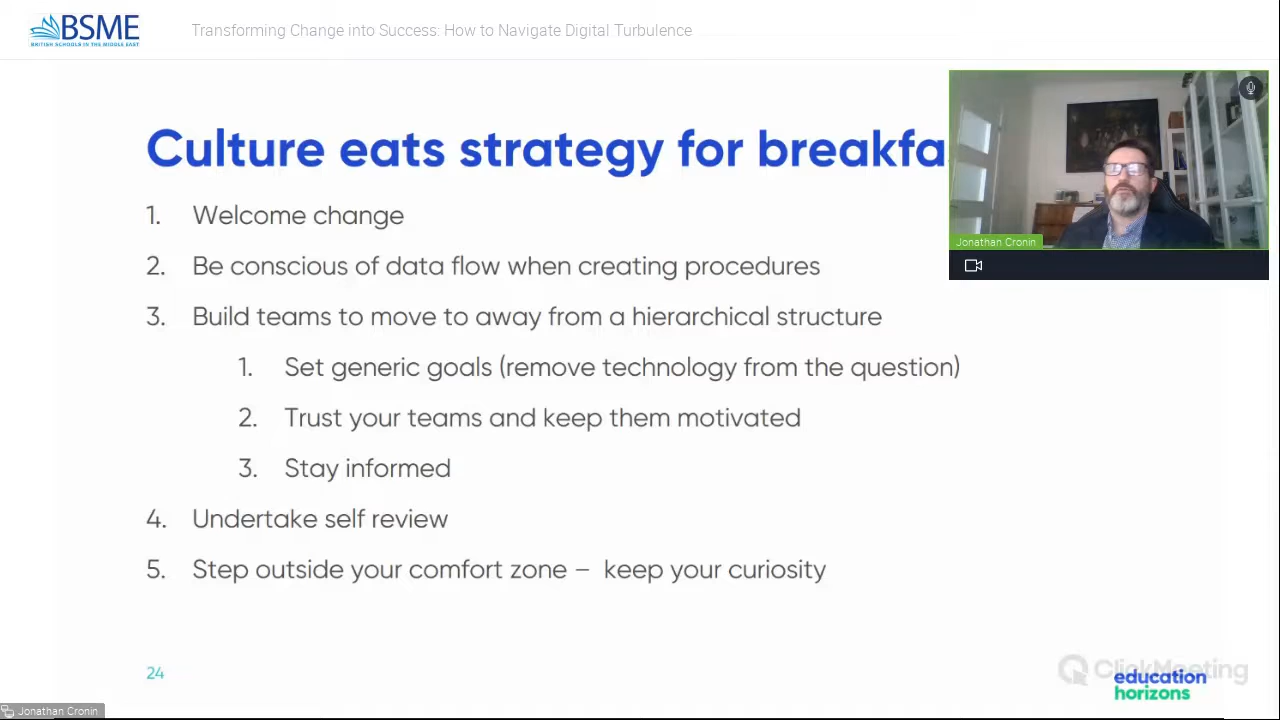 BSME
BRITISH SCHOOLS IN THE MIDDLE EAST
Transforming Change into Success: How to Navigate Digital Turbulence
Culture eats strategy for breakfa
1. Welcome change
2. Be conscious of data flow when creating procedures
3. Build teams to move to away from a hierarchical structure
1. Set generic goals (remove technology from the question)
2. Trust your teams and keep them motivated
3. Stay informed
4. Undertake self review
5. Step outside your comfort zone – keep your curiosity
Jonathan Cronin
24
ClickMeeting
education
horizons
Jonathan Cronin